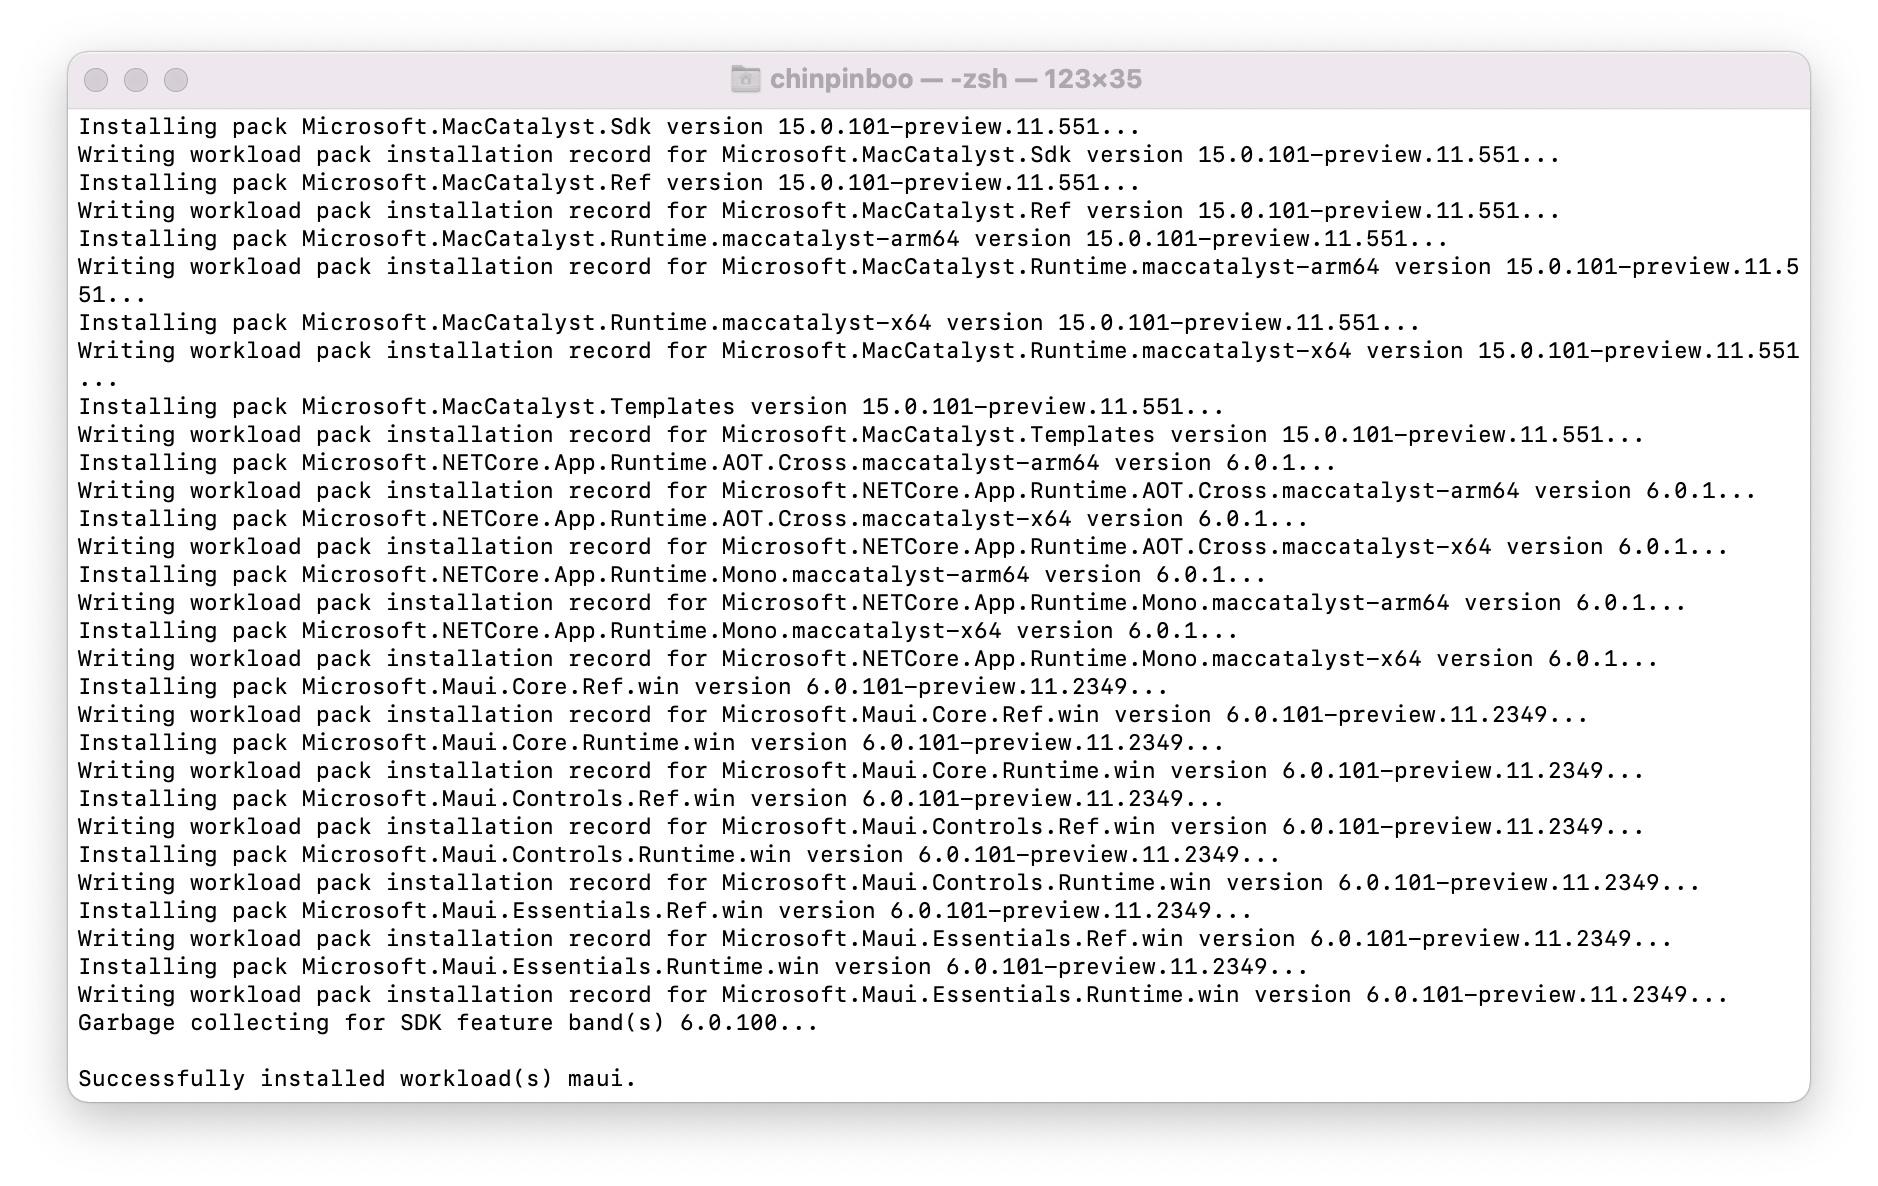 chinpinboo — -zsh — 123×35
Installing pack Microsoft.MacCatalyst.Sdk version 15.0.101-preview.11.551...
Writing workload pack installation record for Microsoft.MacCatalyst.Sdk version 15.0.101-preview.11.551...
Installing pack Microsoft.MacCatalyst.Ref version 15.0.101-preview.11.551...
Writing workload pack installation record for Microsoft.MacCatalyst.Ref version 15.0.101-preview.11.551...
Installing pack Microsoft.MacCatalyst.Runtime.maccatalyst-arm64 version 15.0.101-preview.11.551...
Writing workload pack installation record for Microsoft.MacCatalyst.Runtime.maccatalyst-arm64 version 15.0.101-preview.11.5
51...
Installing pack Microsoft.MacCatalyst.Runtime.maccatalyst-x64 version 15.0.101-preview.11.551...
Writing workload pack installation record for Microsoft.MacCatalyst.Runtime.maccatalyst-x64 version 15.0.101-preview.11.551
...
Installing pack Microsoft.MacCatalyst.Templates version 15.0.101-preview.11.551...
Writing workload pack installation record for Microsoft.MacCatalyst.Templates version 15.0.101-preview.11.551...
Installing pack Microsoft.NETCore.App.Runtime.AOT.Cross.maccatalyst-arm64 version 6.0.1...
Writing workload pack installation record for Microsoft.NETCore.App.Runtime.AOT.Cross.maccatalyst-arm64 version 6.0.1...
Installing pack Microsoft.NETCore.App.Runtime.AOT.Cross.maccatalyst-x64 version 6.0.1...
Writing workload pack installation record for Microsoft.NETCore.App.Runtime.AOT.Cross.maccatalyst-x64 version 6.0.1...
Installing pack Microsoft.NETCore.App.Runtime.Mono.maccatalyst-arm64 version 6.0.1...
Writing workload pack installation record for Microsoft.NETCore.App.Runtime.Mono.maccatalyst-arm64 version 6.0.1...
Installing pack Microsoft.NETCore.App.Runtime.Mono.maccatalyst-x64 version 6.0.1...
Writing workload pack installation record for Microsoft.NETCore.App.Runtime.Mono.maccatalyst-x64 version 6.0.1...
Installing pack Microsoft.Maui.Core.Ref.win version 6.0.101-preview.11.2349...
Writing workload pack installation record for Microsoft.Maui.Core.Ref.win version 6.0.101-preview.11.2349...
Installing pack Microsoft.Maui.Core.Runtime.win version 6.0.101-preview.11.2349...
Writing workload pack installation record for Microsoft.Maui.Core.Runtime.win version 6.0.101-preview.11.2349...
Installing pack Microsoft.Maui.Controls.Ref.win version 6.0.101-preview.11.2349...
Writing workload pack installation record for Microsoft.Maui.Controls.Ref.win version 6.0.101-preview.11.2349...
Installing pack Microsoft.Maui.Controls.Runtime.win version 6.0.101-preview.11.2349...
Writing workload pack installation record for Microsoft.Maui.Controls.Runtime.win version 6.0.101-preview.11.2349...
Installing pack Microsoft.Maui.Essentials.Ref.win version 6.0.101-preview.11.2349...
Writing workload pack installation record for Microsoft.Maui.Essentials.Ref.win version 6.0.101-preview.11.2349...
Installing pack Microsoft.Maui.Essentials.Runtime.win version 6.0.101-preview.11.2349...
Writing workload pack installation record for Microsoft.Maui.Essentials.Runtime.win version 6.0.101-preview.11.2349...
Garbage collecting for SDK feature band(s) 6.0.100...
Successfully installed workload(s) maui.